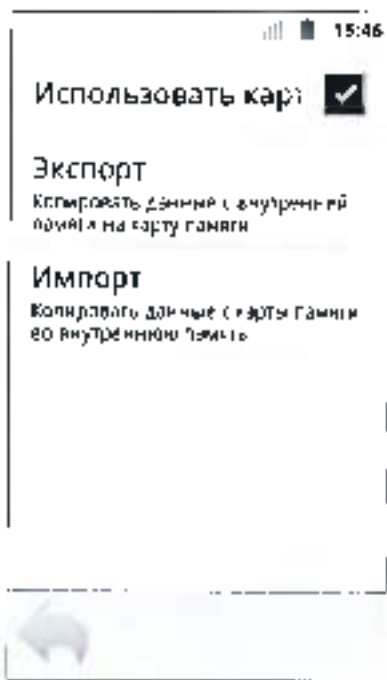 15:46
Использовать кар
Экспорт
Копировать данные с внутренней
памяти на карту памяти
Импорт
Копировать данные с карты памяти
во внутреннюю память